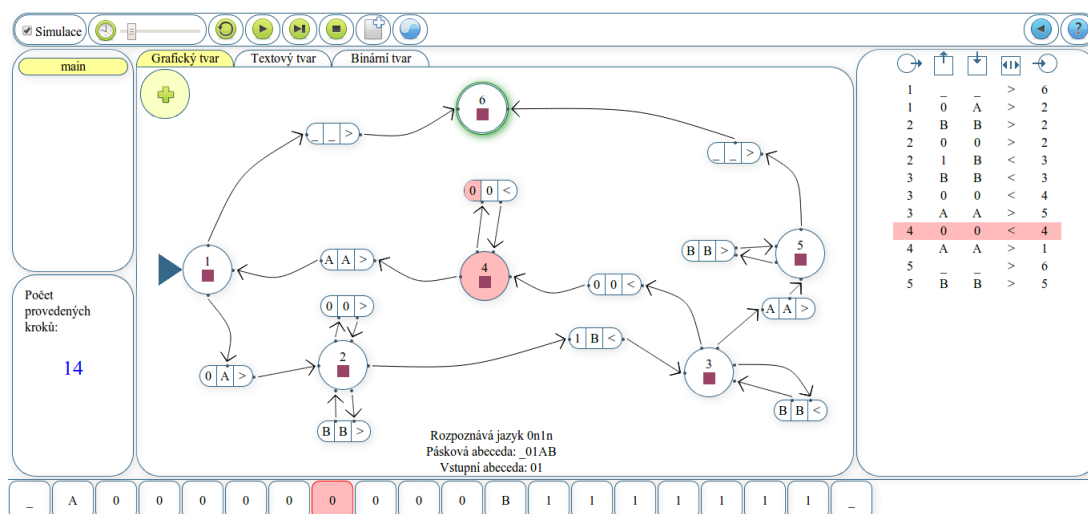 Simulace
?
main
Počet
provedených
kroků:
14
Grafický tvar
Textový tvar
Binární tvar
6
_ _ >
_ _ >
0 0 <
1
A A >
4
B B >
5
0 0 >
0 0 <
A A >
1 B <
2
3
0 A >
B B >
B B <
Rozpoznává jazyk 0n1n
Pásková abeceda: _01AB
Vstupní abeceda: 01
1 _ _ > 6
1 0 A > 2
2 B B > 2
2 0 0 > 2
2 1 B < 3
3 B B < 3
3 0 0 < 4
3 A A > 5
4 0 0 < 4
4 A A > 1
5 _ _ > 6
5 B B > 5
_ A 0 0 0 0 0 0 0 0 0 0 B 1 1 1 1 1 1 1 _